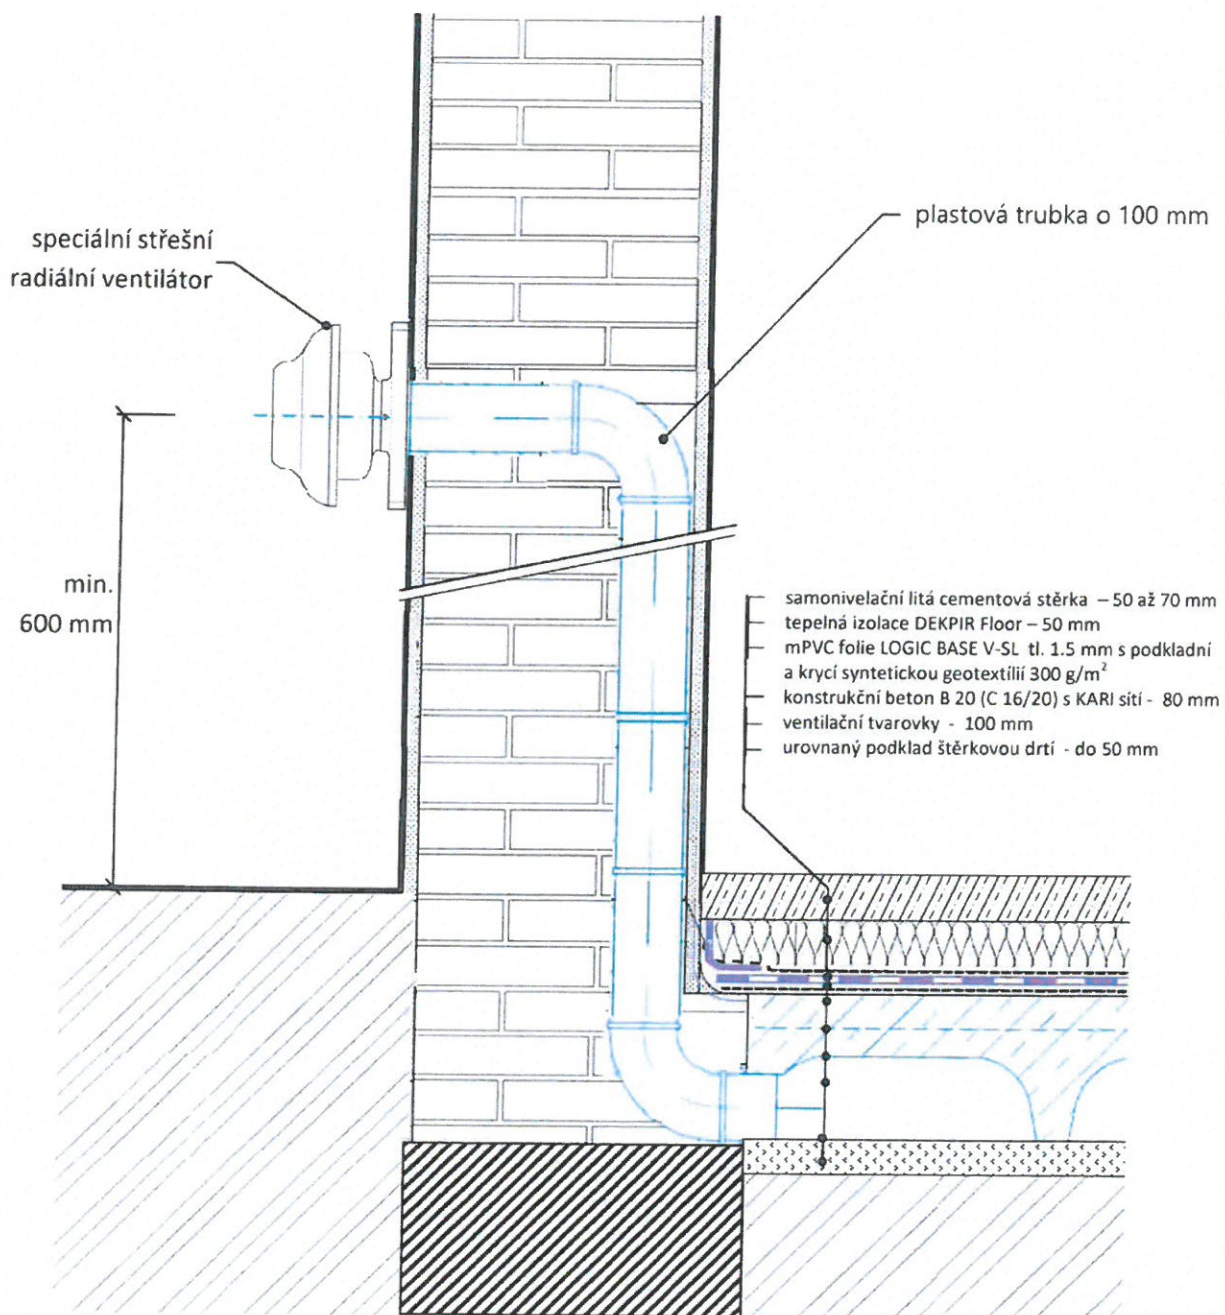 plastová trubka o 100 mm
speciální střešní
radiální ventilátor
min.
600 mm
samonivelační litá cementová stěrka – 50 až 70 mm
tepelná izolace DEKPIR Floor – 50 mm
mPVC folie LOGIC BASE V-SL tl. 1.5 mm s podkladní
a krycí syntetickou geotextílií 300 g/m²
konstrukční beton B 20 (C 16/20) s KARI sítí - 80 mm
ventilační tvarovky - 100 mm
urovnaný podklad štěrkovou drtí - do 50 mm